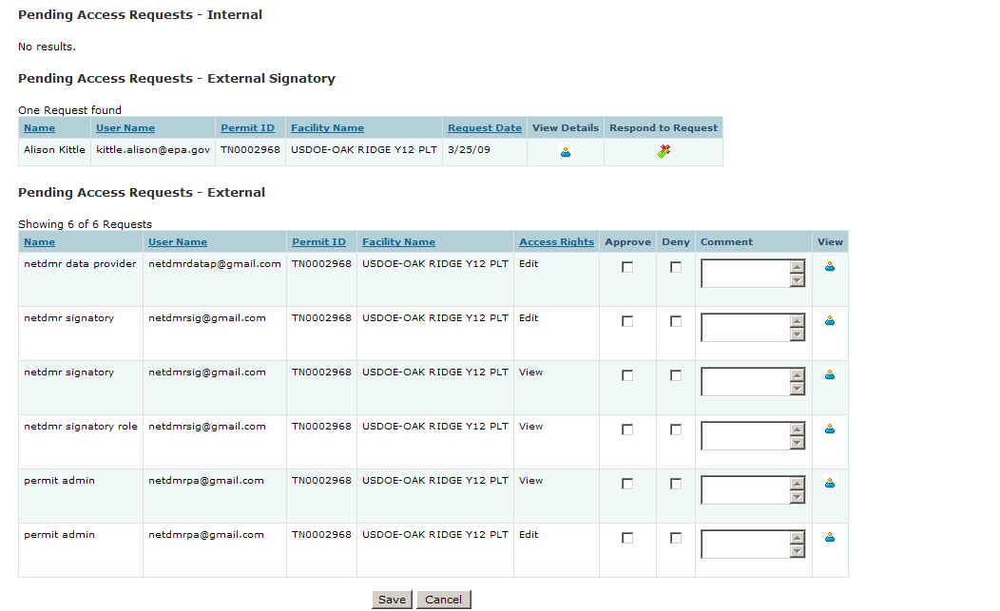 Pending Access Requests - Internal
No results.
Pending Access Requests - External Signatory
One Request found
Name User Name Permit ID Facility Name Request Date View Details Respond to Request
Alison Kittle kittle.alison@epa.gov TN0002968 USDOE-OAK RIDGE Y12 PLT 3/25/09
Pending Access Requests - External
Showing 6 of 6 Requests
Name User Name Permit ID Facility Name Access Rights Approve Deny Comment View
netdmr data provider netdmrdatap@gmail.com TN0002968 USDOE-OAK RIDGE Y12 PLT Edit
netdmr signatory netdmrsig@gmail.com TN0002968 USDOE-OAK RIDGE Y12 PLT Edit
netdmr signatory netdmrsig@gmail.com TN0002968 USDOE-OAK RIDGE Y12 PLT View
netdmr signatory role netdmrsig@gmail.com TN0002968 USDOE-OAK RIDGE Y12 PLT View
permit admin netdmrpa@gmail.com TN0002968 USDOE-OAK RIDGE Y12 PLT View
permit admin netdmrpa@gmail.com TN0002968 USDOE-OAK RIDGE Y12 PLT Edit
Save Cancel